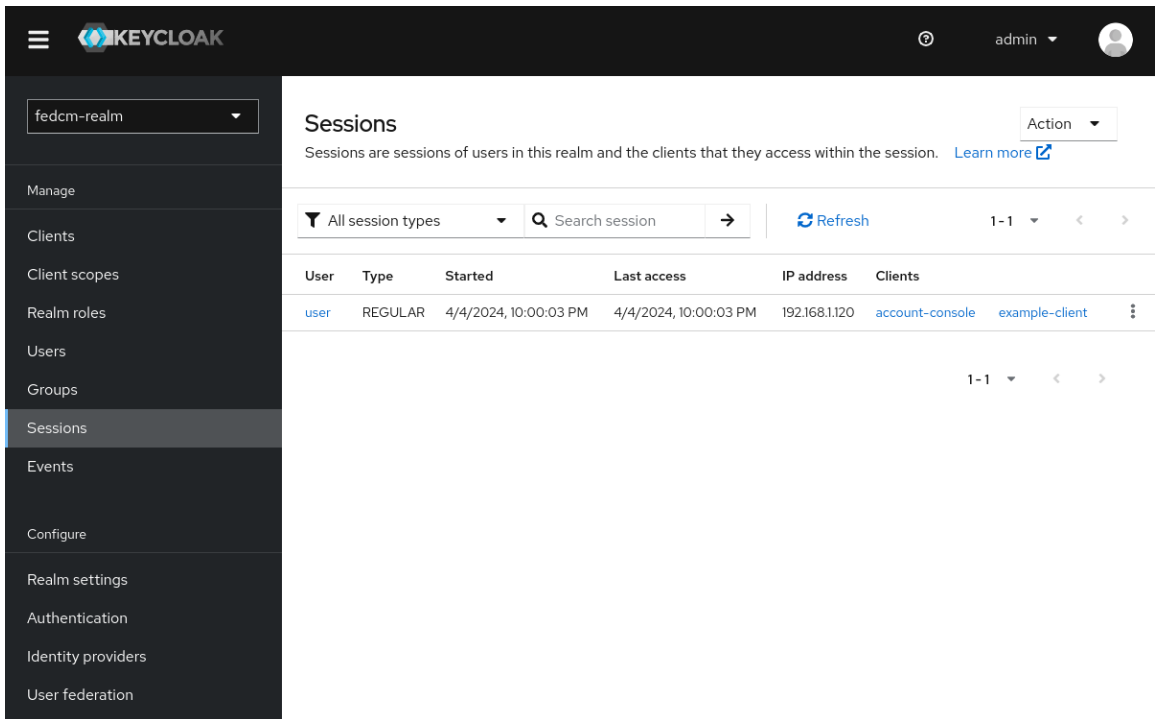 KEYCLOAK
admin
fedcm-realm
Manage
Clients
Client scopes
Realm roles
Users
Groups
Sessions
Events
Configure
Realm settings
Authentication
Identity providers
User federation
Sessions
Action
Sessions are sessions of users in this realm and the clients that they access within the session. Learn more
All session types Search session Refresh 1-1
User Type Started Last access IP address Clients
user REGULAR 4/4/2024, 10:00:03 PM 4/4/2024, 10:00:03 PM 192.168.1.120 account-console example-client
1-1